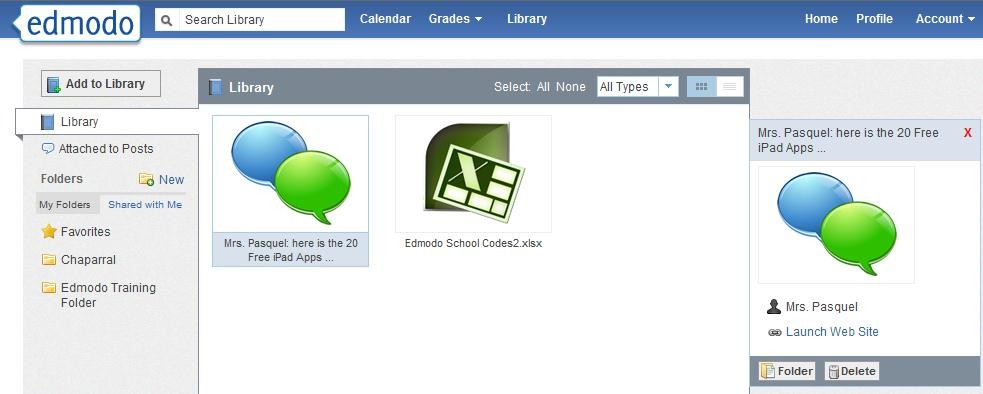 edmodo
Search Library
Calendar Grades Library
Home Profile Account
Add to Library
Library
Attached to Posts
Folders New
My Folders Shared with Me
Favorites
Chaparral
Edmodo Training
Folder
Library Select: All None All Types
Mrs. Pasquel: here is the 20
Free iPad Apps ...
Edmodo School Codes2.xlsx
Mrs. Pasquel: here is the 20 Free X
iPad Apps ...
Mrs. Pasquel
Launch Web Site
Folder Delete